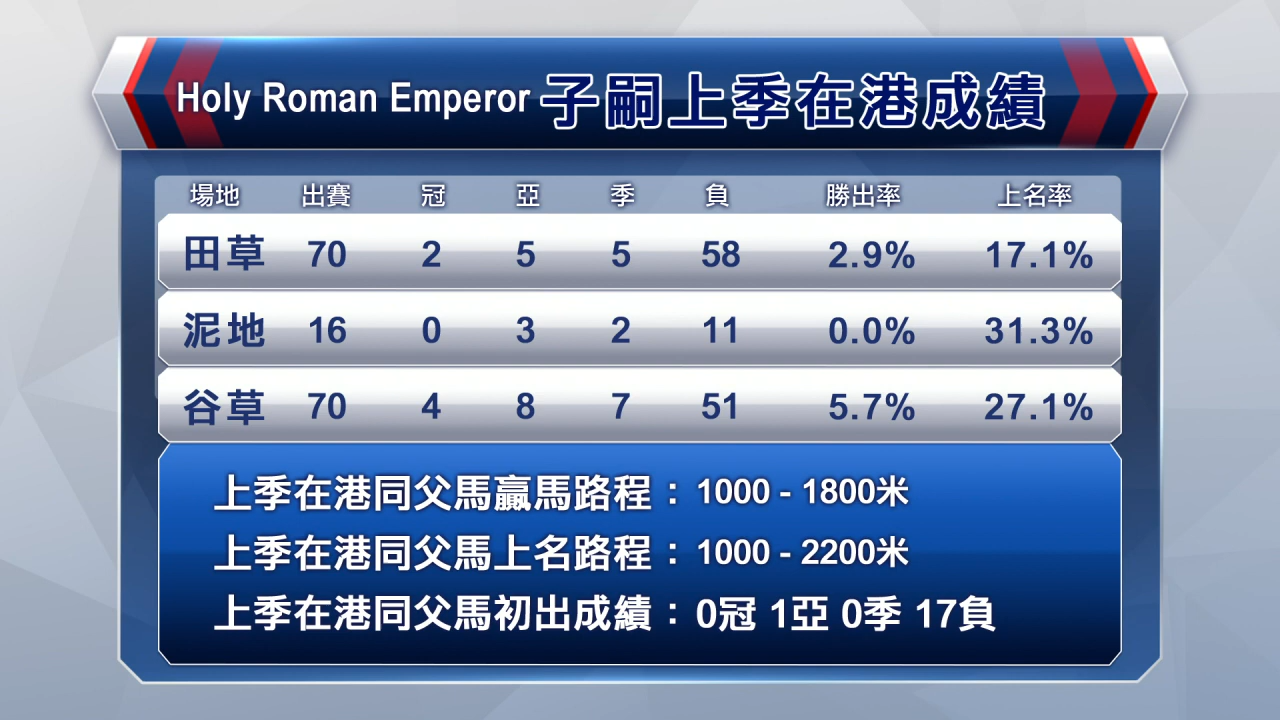 Holy Roman Emperor 子嗣上季在港成績
場地 出賽 冠 亞 季 負 勝出率 上名率
田草 70 2 5 5 58 2.9% 17.1%
泥地 16 0 3 2 11 0.0% 31.3%
谷草 70 4 8 7 51 5.7% 27.1%
上季在港同父馬贏馬路程：1000 - 1800米
上季在港同父馬上名路程：1000 - 2200米
上季在港同父馬初出成績：0冠 1亞 0季 17負